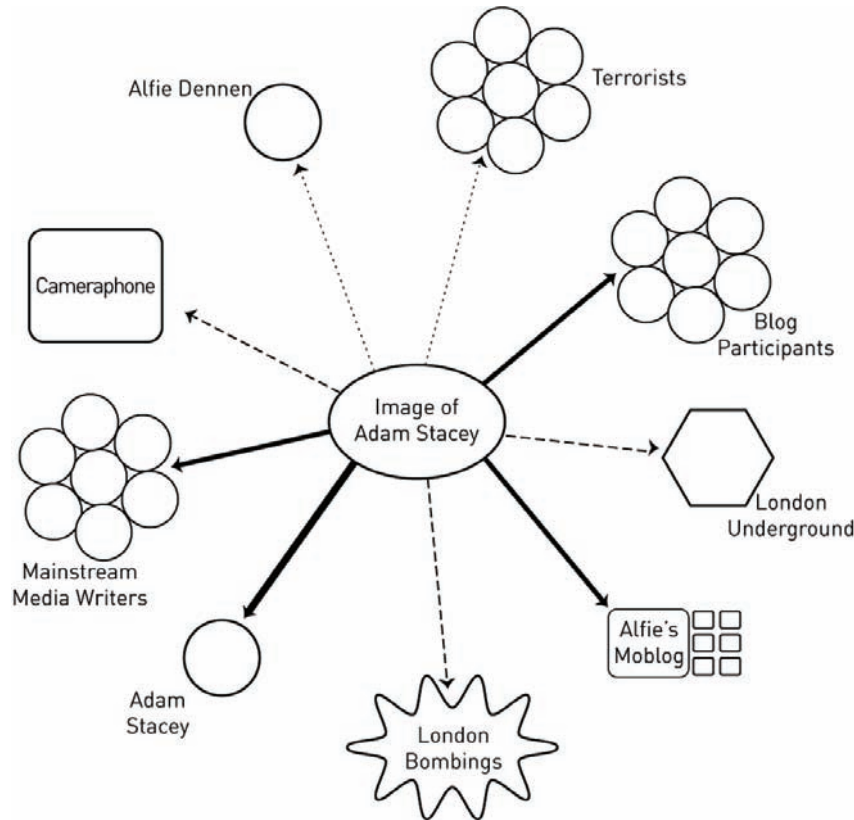 Alfie Dennen
Terrorists
Cameraphone
Blog
Participants
Image of
Adam Stacey
London
Underground
Mainstream
Media Writers
Alfie's
Moblog
Adam
Stacey
London
Bombings